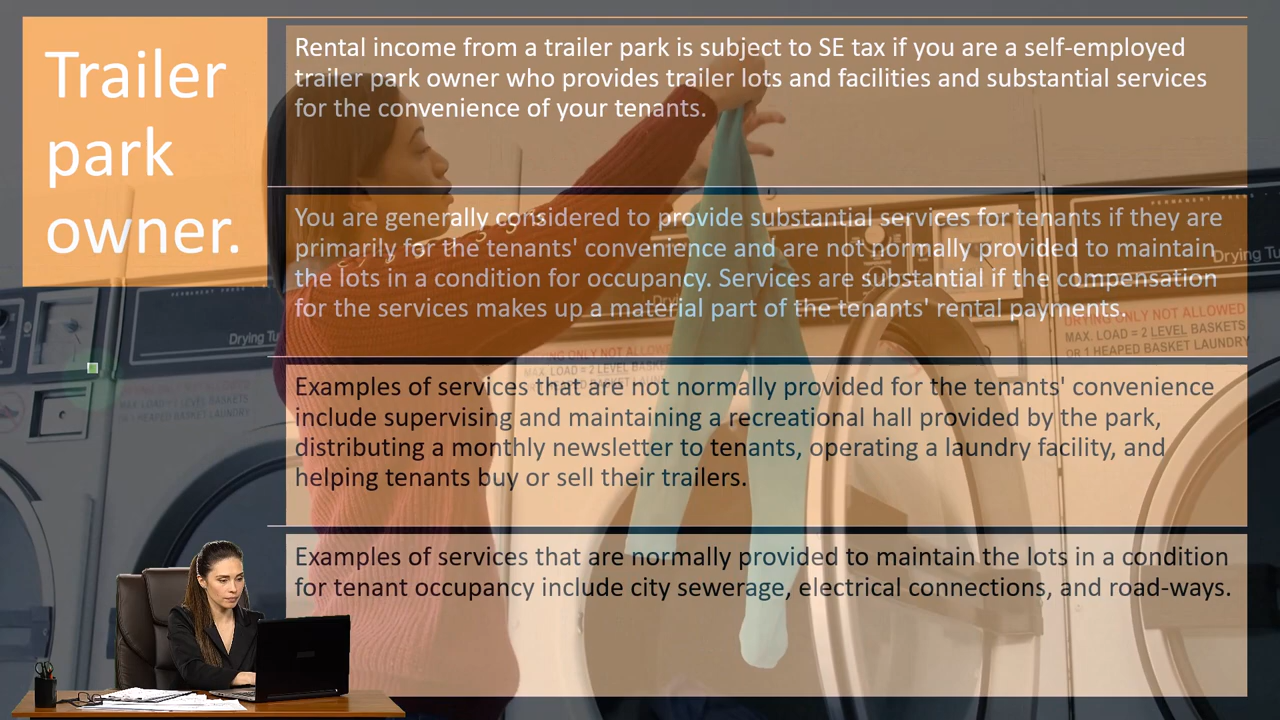 Trailer
park
owner.
Rental income from a trailer park is subject to SE tax if you are a self-employed
trailer park owner who provides trailer lots and facilities and substantial services
for the convenience of your tenants.
You are generally considered to provide substantial services for tenants if they are
primarily for the tenants' convenience and are not normally provided to maintain
the lots in a condition for occupancy. Services are substantial if the compensation
for the services makes up a material part of the tenants' rental payments.
Examples of services that are not normally provided for the tenants' convenience
include supervising and maintaining a recreational hall provided by the park,
distributing a monthly newsletter to tenants, operating a laundry facility, and
helping tenants buy or sell their trailers.
Examples of services that are normally provided to maintain the lots in a condition
for tenant occupancy include city sewerage, electrical connections, and road-ways.
Drying Tu
Drying To
DRYING ONLY NOT ALLOWED
MAX. LOAD = 2 LEVEL BASKETS
OR 1 HEAPED BASKET LAUNDRY